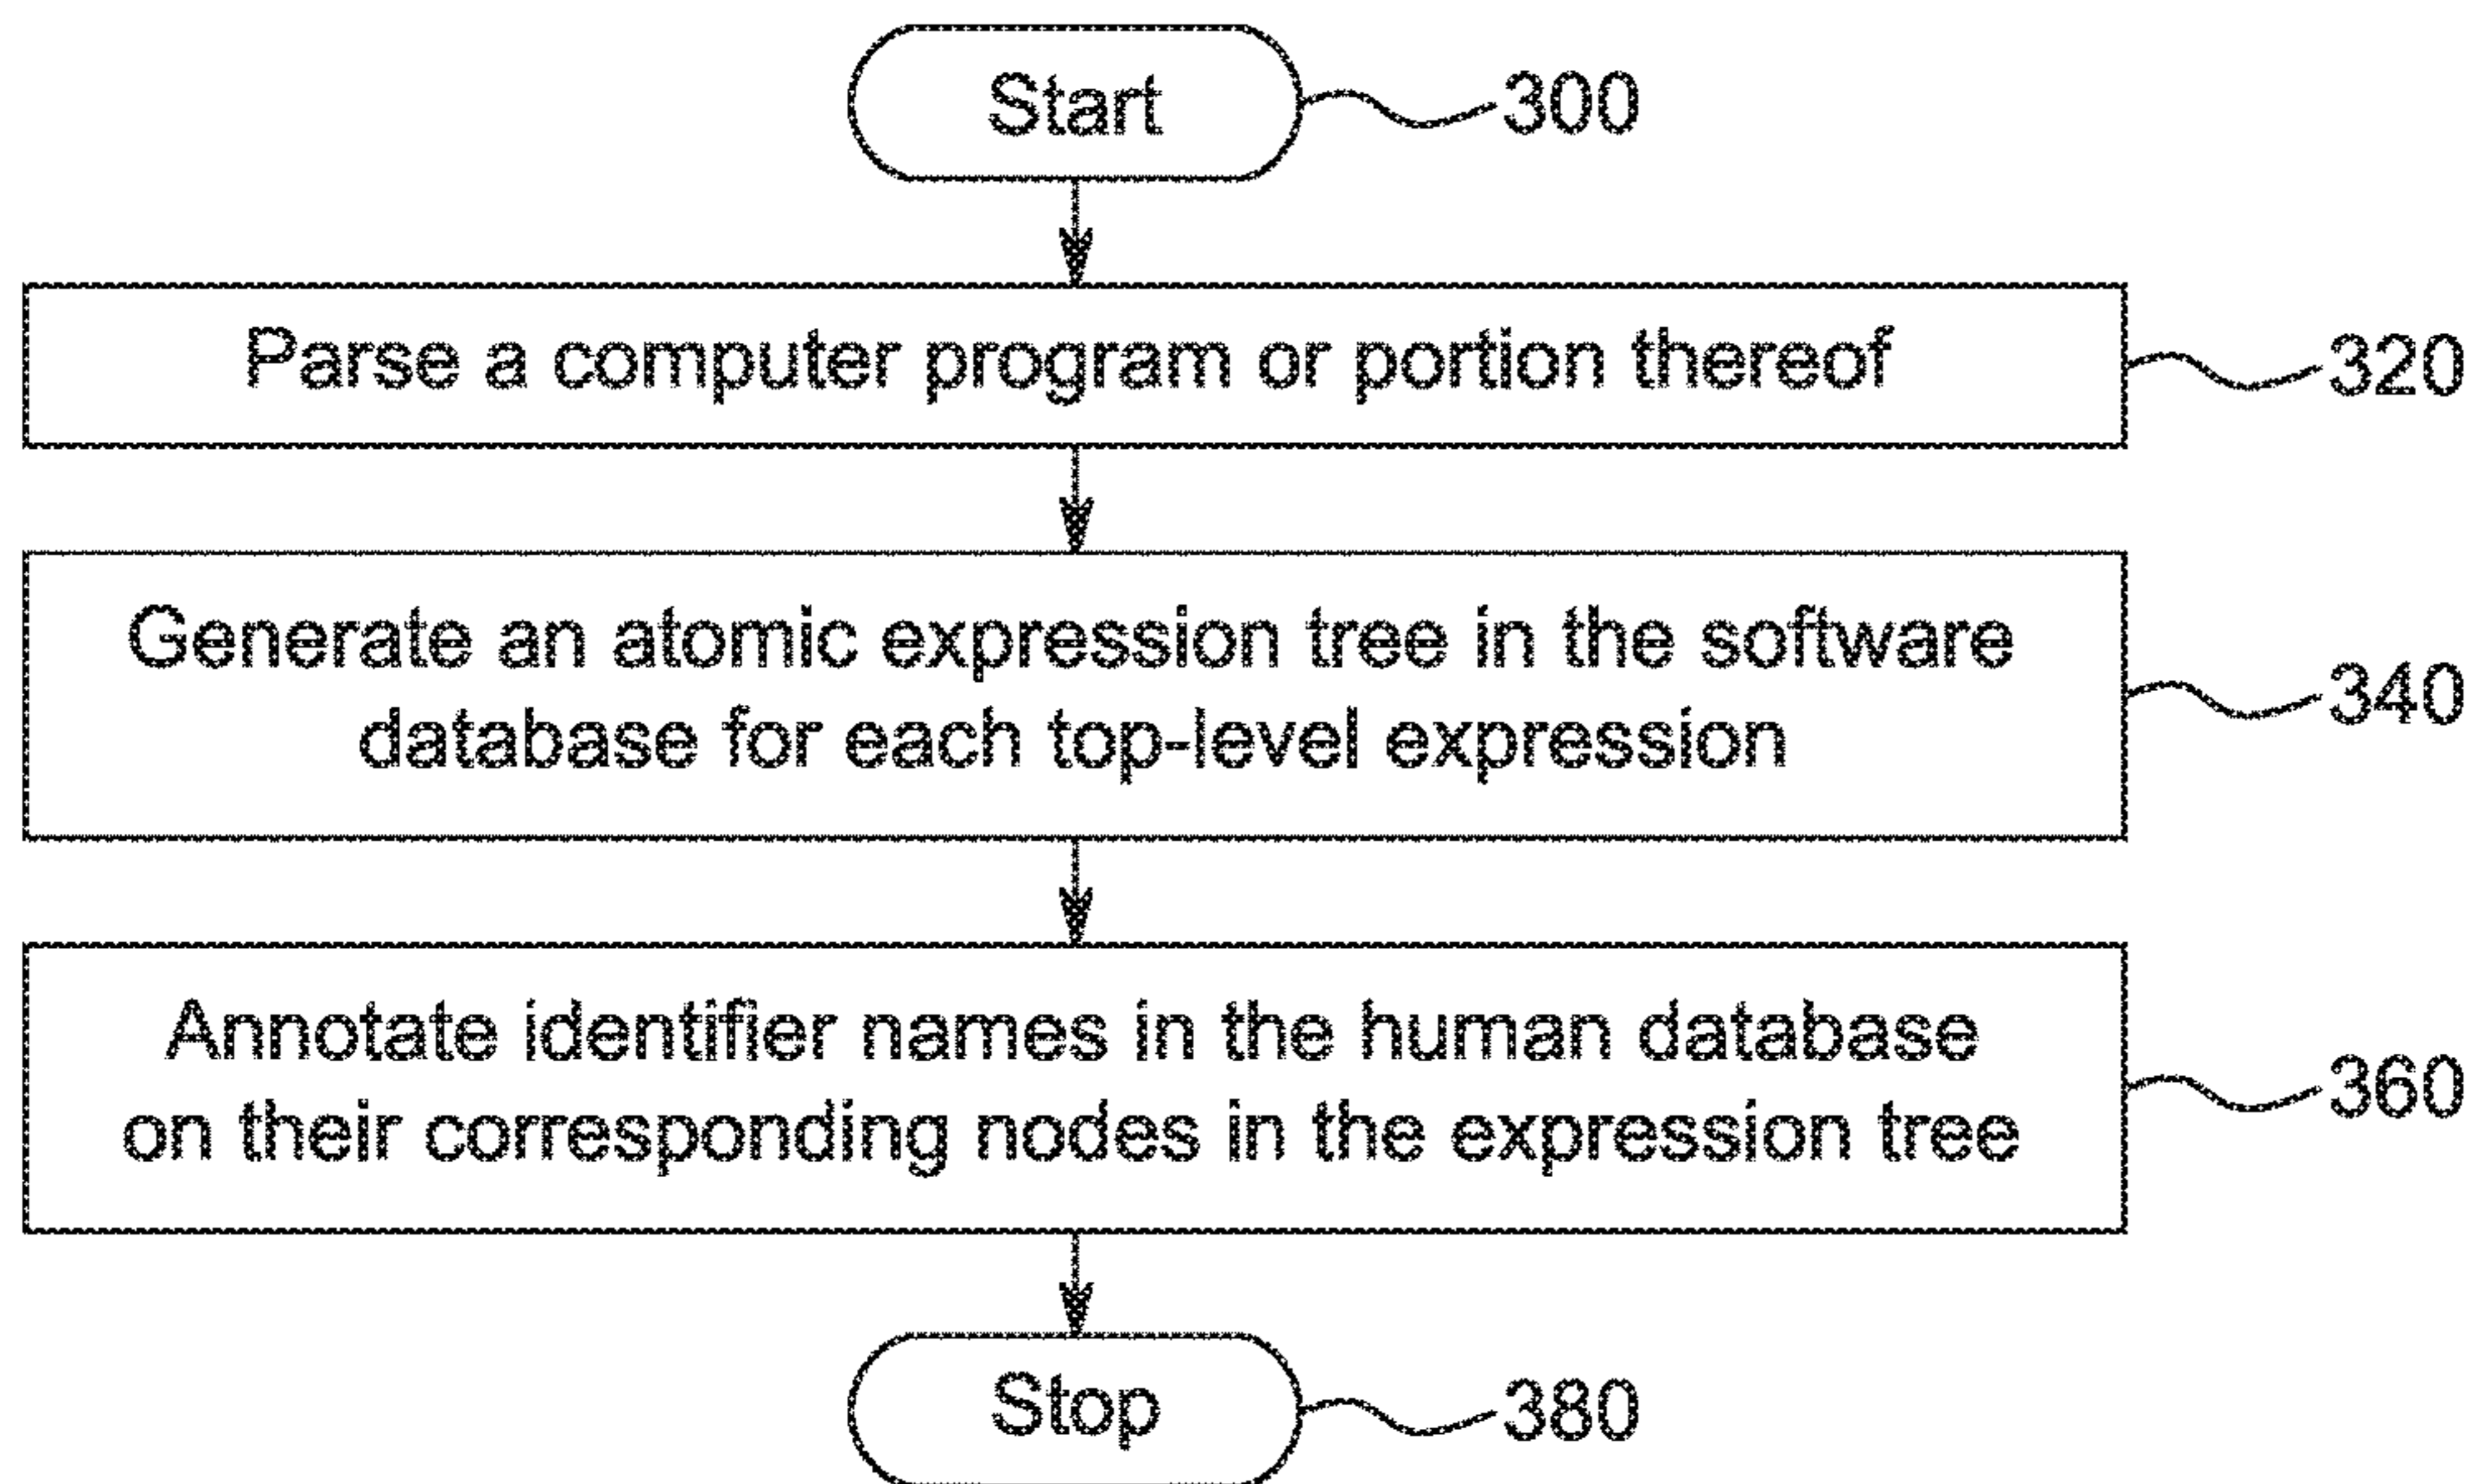 Start
300
Parse a computer program or portion thereof
320
Generate an atomic expression tree in the software
database for each top-level expression
340
Annotate identifier names in the human database
on their corresponding nodes in the expression tree
360
Stop
380